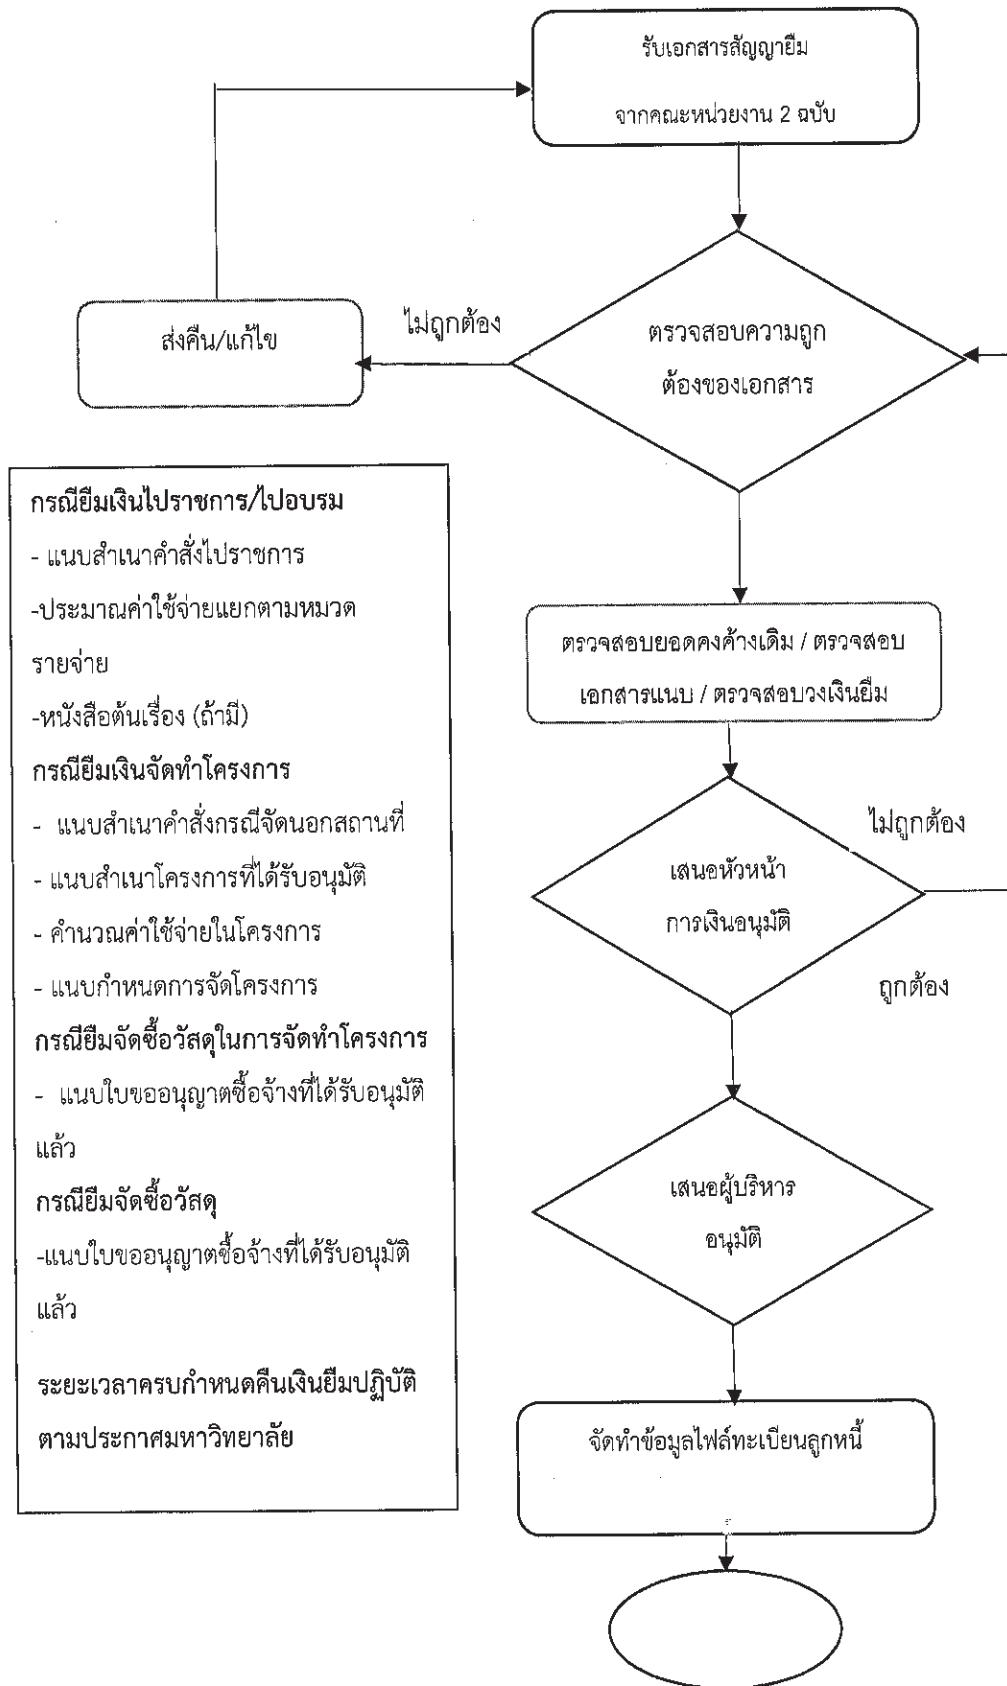 รับเอกสารสัญญายืม
จากคณะหน่วยงาน 2 ฉบับ
ส่งคืน/แก้ไข
ไม่ถูกต้อง
ตรวจสอบความถูก
ต้องของเอกสาร
กรณียืมเงินไปราชการ/ไปอบรม
- แนบสำเนาคำสั่งไปราชการ
-ประมาณค่าใช้จ่ายแยกตามหมวด
รายจ่าย
-หนังสือต้นเรื่อง (ถ้ามี)
กรณียืมเงินจัดทำโครงการ
- แนบสำเนาคำสั่งกรณีจัดนอกสถานที่
- แนบสำเนาโครงการที่ได้รับอนุมัติ
- คำนวณค่าใช้จ่ายในโครงการ
- แนบกำหนดการจัดโครงการ
กรณียืมจัดซื้อวัสดุในการจัดทำโครงการ
- แนบใบขออนุญาตซื้อจ้างที่ได้รับอนุมัติ
แล้ว
กรณียืมจัดซื้อวัสดุ
-แนบใบขออนุญาตซื้อจ้างที่ได้รับอนุมัติ
แล้ว
ระยะเวลาครบกำหนดคืนเงินยืมปฏิบัติ
ตามประกาศมหาวิทยาลัย
ตรวจสอบยอดคงค้างเดิม / ตรวจสอบ
เอกสารแนบ / ตรวจสอบวงเงินยืม
ไม่ถูกต้อง
เสนอหัวหน้า
การเงินอนุมัติ
ถูกต้อง
เสนอผู้บริหาร
อนุมัติ
จัดทำข้อมูลไฟล์ทะเบียนลูกหนี้